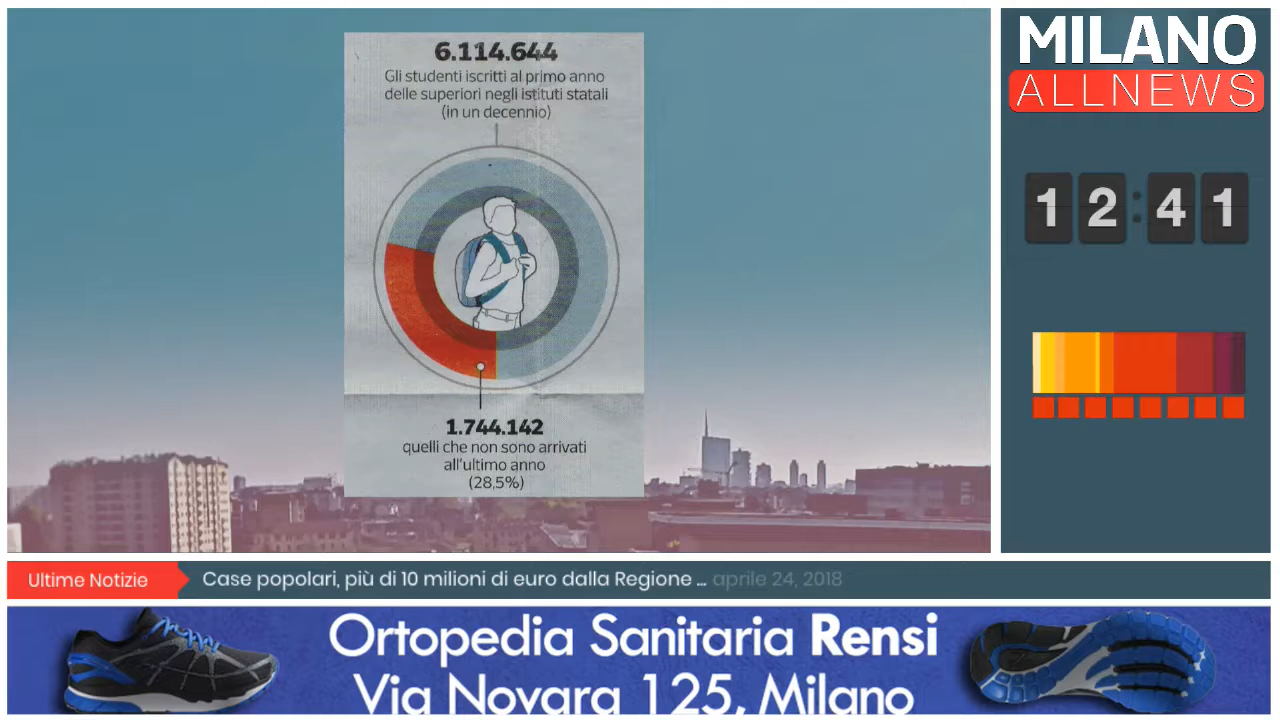 6.114.644
Gli studenti iscritti al primo anno
delle superiori negli istituti statali
(in un decennio)
1.744.142
quelli che non sono arrivati
all'ultimo anno
(28,5%)
MILANO
ALLNEWS
12:41
Ultime Notizie
Case popolari, più di 10 milioni di euro dalla Regione ... aprile 24, 2018
Ortopedia Sanitaria Rensi
Via Novara 125, Milano